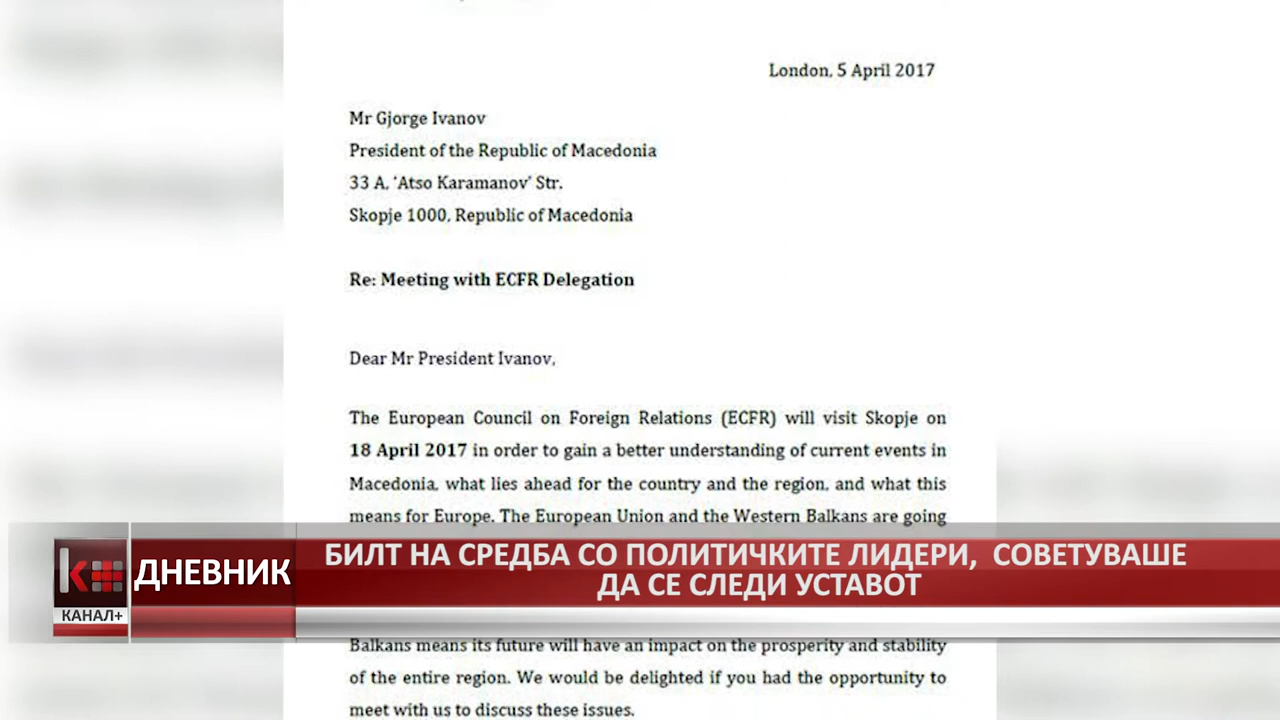 London, 5 April 2017
Mr Gjorge Ivanov
President of the Republic of Macedonia
33 A, 'Atso Karamanov' Str.
Skopje 1000, Republic of Macedonia
Re: Meeting with ECFR Delegation
Dear Mr President Ivanov,
The European Council on Foreign Relations (ECFR) will visit Skopje on
18 April 2017 in order to gain a better understanding of current events in
Macedonia, what lies ahead for the country and the region, and what this
means for Europe. The European Union and the Western Balkans are going
БИЛТ НА СРЕДБА СО ПОЛИТИЧКИТЕ ЛИДЕРИ, СОВЕТУВАШЕ
ДА СЕ СЛЕДИ УСТАВОТ
ДНЕВНИК
К
КАНАЛ+
Balkans means its future will have an impact on the prosperity and stability
of the entire region. We would be delighted if you had the opportunity to
meet with us to discuss these issues.